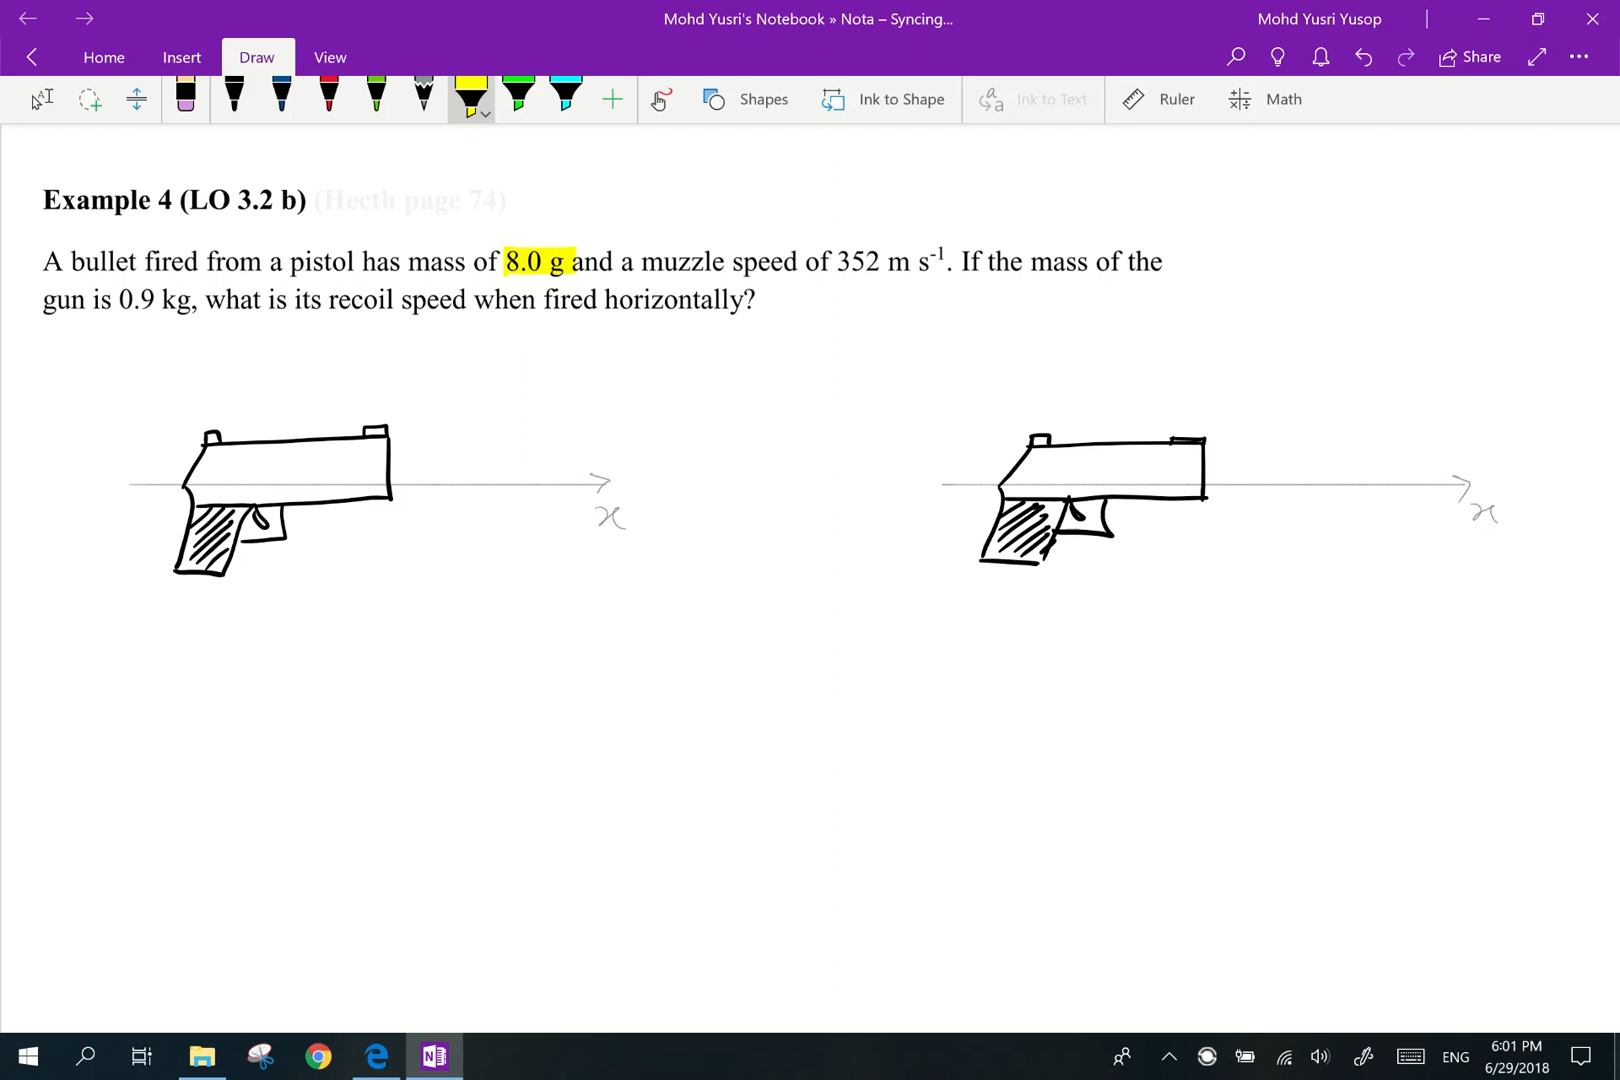 Mohd Yusri's Notebook » Nota – Syncing...
Mohd Yusri Yusop
Home
Insert
Draw
View
Share
Shapes
Ink to Shape
Ink to Text
Ruler
Math
Example 4 (LO 3.2 b) (Hecth page 74)
A bullet fired from a pistol has mass of 8.0 g and a muzzle speed of 352 m s⁻¹. If the mass of the
gun is 0.9 kg, what is its recoil speed when fired horizontally?
x
x
ENG
6:01 PM
6/29/2018